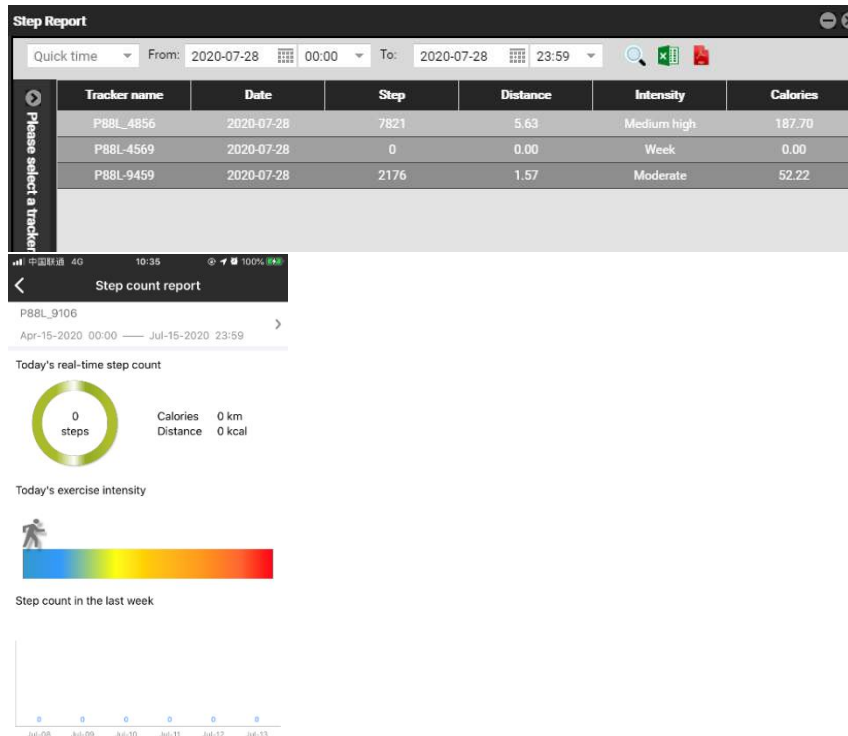 Step Report
Quick time From: 2020-07-28 00:00 To: 2020-07-28 23:59
Please select a tracker
Tracker name Date Step Distance Intensity Calories
P88L_4856 2020-07-28 7821 5.63 Medium high 187.70
P88L-4569 2020-07-28 0 0.00 Week 0.00
P88L-9459 2020-07-28 2176 1.57 Moderate 52.22
中国联通 4G 10:35 100%
Step count report
P88L_9106
Apr-15-2020 00:00 —— Jul-15-2020 23:59
Today's real-time step count
0
steps
Calories 0 km
Distance 0 kcal
Today's exercise intensity
Step count in the last week
0 0 0 0 0 0
Jul-08 Jul-09 Jul-10 Jul-11 Jul-12 Jul-13